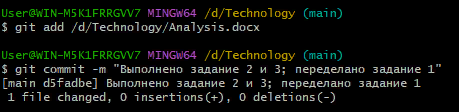 User@WIN-M5K1FRRGVV7 MINGW64 /d/Technology (main)
$ git add /d/Technology/Analysis.docx
User@WIN-M5K1FRRGVV7 MINGW64 /d/Technology (main)
$ git commit -m "Выполнено задание 2 и 3; переделано задание 1"
[main d5fadbe] Выполнено задание 2 и 3; переделано задание 1
1 file changed, 0 insertions(+), 0 deletions(-)